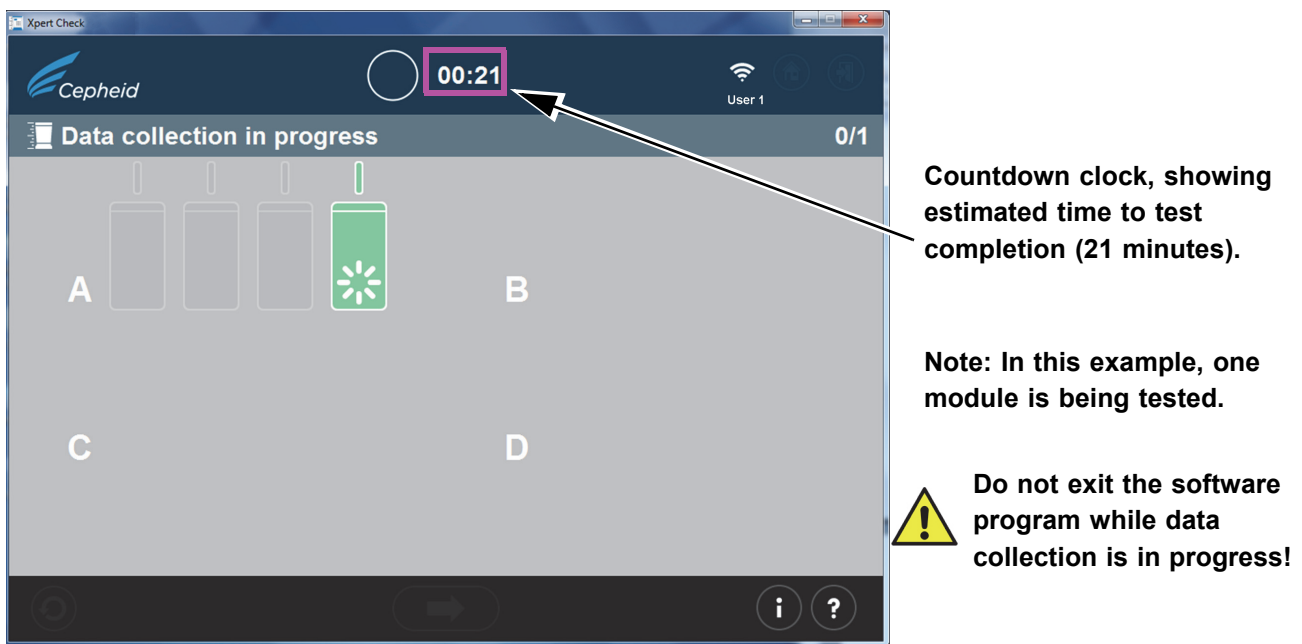 Xpert Check
Cepheid
00:21
User 1
Data collection in progress
0/1
A
B
C
D
i
?
Countdown clock, showing
estimated time to test
completion (21 minutes).
Note: In this example, one
module is being tested.
Do not exit the software
program while data
collection is in progress!